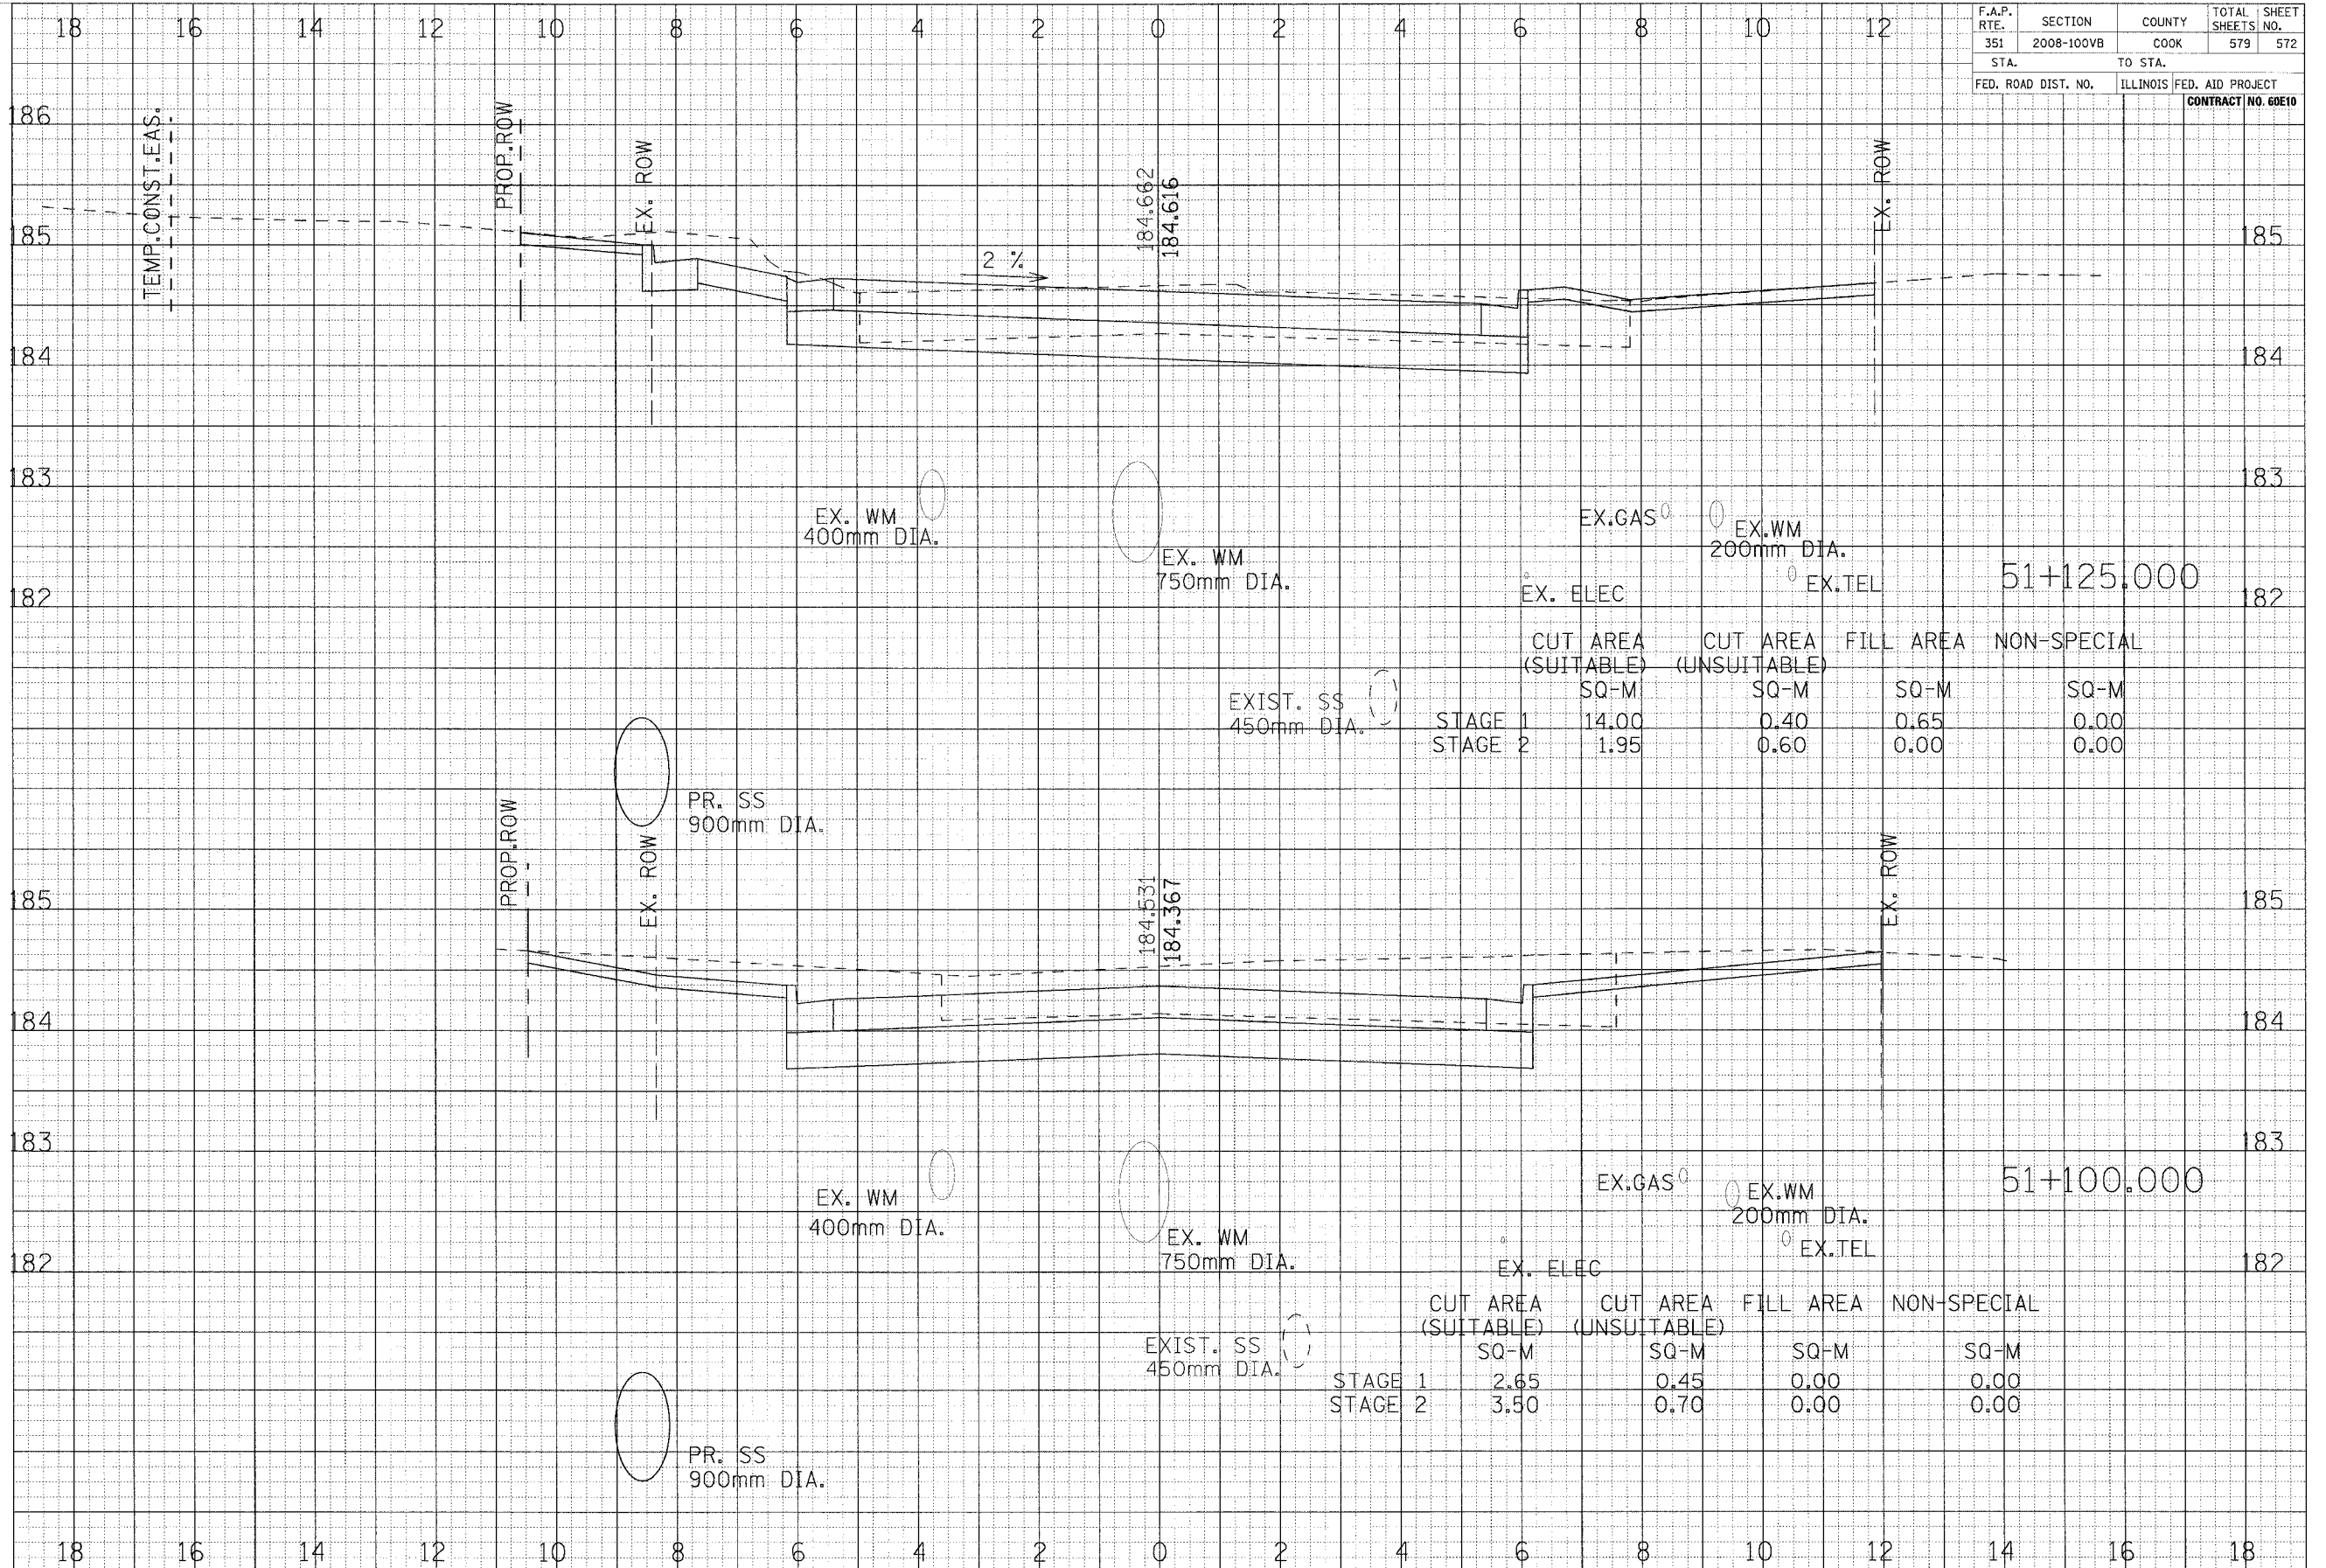 18 16 14 12 10 8 6 4 2 0 2 4 6 8 10 12
F.A.P. RTE. SECTION COUNTY TOTAL SHEETS SHEET NO.
351 2008-100VB COOK 579 572
STA. TO STA.
FED. ROAD DIST. NO. ILLINOIS FED. AID PROJECT
CONTRACT NO. 60E10
186
TEMP.CONST.EAS.
PROP.ROW
EX. ROW
184.662
184.616
EX. ROW
185 185
2 %
184 184
183 183
EX. WM
400mm DIA.
EX. WM
750mm DIA.
EX.GAS
EX.WM
200mm DIA.
EX. ELEC
EX.TEL
51+125.000
182 182
CUT AREA CUT AREA FILL AREA NON-SPECIAL
(SUITABLE) (UNSUITABLE)
SQ-M SQ-M SQ-M SQ-M
STAGE 1 14.00 0.40 0.65 0.00
STAGE 2 1.95 0.60 0.00 0.00
EXIST. SS
450mm DIA.
PR. SS
900mm DIA.
PROP.ROW
EX. ROW
184.531
184.367
EX. ROW
185 185
184 184
183 183
EX. WM
400mm DIA.
EX. WM
750mm DIA.
EX.GAS
EX.WM
200mm DIA.
EX. ELEC
EX.TEL
51+100.000
182 182
CUT AREA CUT AREA FILL AREA NON-SPECIAL
(SUITABLE) (UNSUITABLE)
SQ-M SQ-M SQ-M SQ-M
STAGE 1 2.65 0.45 0.00 0.00
STAGE 2 3.50 0.70 0.00 0.00
EXIST. SS
450mm DIA.
PR. SS
900mm DIA.
18 16 14 12 10 8 6 4 2 0 2 4 6 8 10 12 14 16 18